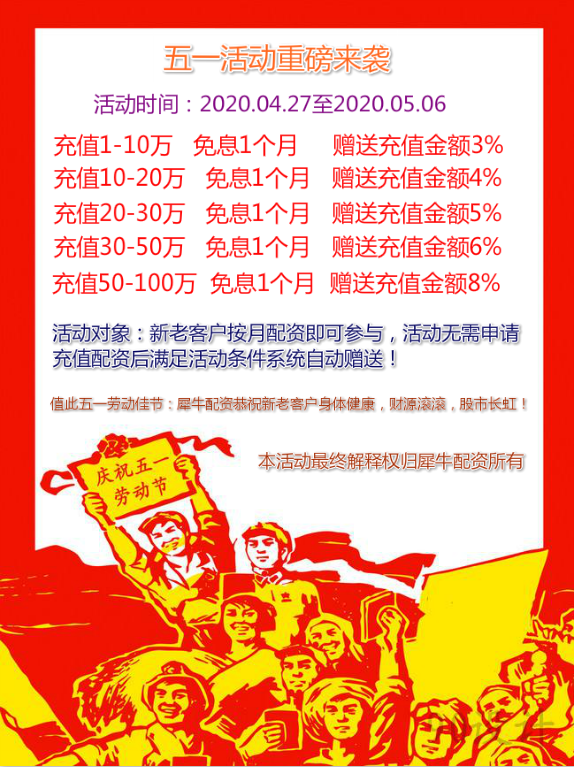 五一活动重磅来袭
活动时间：2020.04.27至2020.05.06
充值1-10万 免息1个月 赠送充值金额3%
充值10-20万 免息1个月 赠送充值金额4%
充值20-30万 免息1个月 赠送充值金额5%
充值30-50万 免息1个月 赠送充值金额6%
充值50-100万 免息1个月 赠送充值金额8%
活动对象：新老客户按月配资即可参与，活动无需申请
充值配资后满足活动条件系统自动赠送！
值此五一劳动佳节：犀牛配资恭祝新老客户身体健康，财源滚滚，股市长虹！
本活动最终解释权归犀牛配资所有
庆祝五一
劳动节